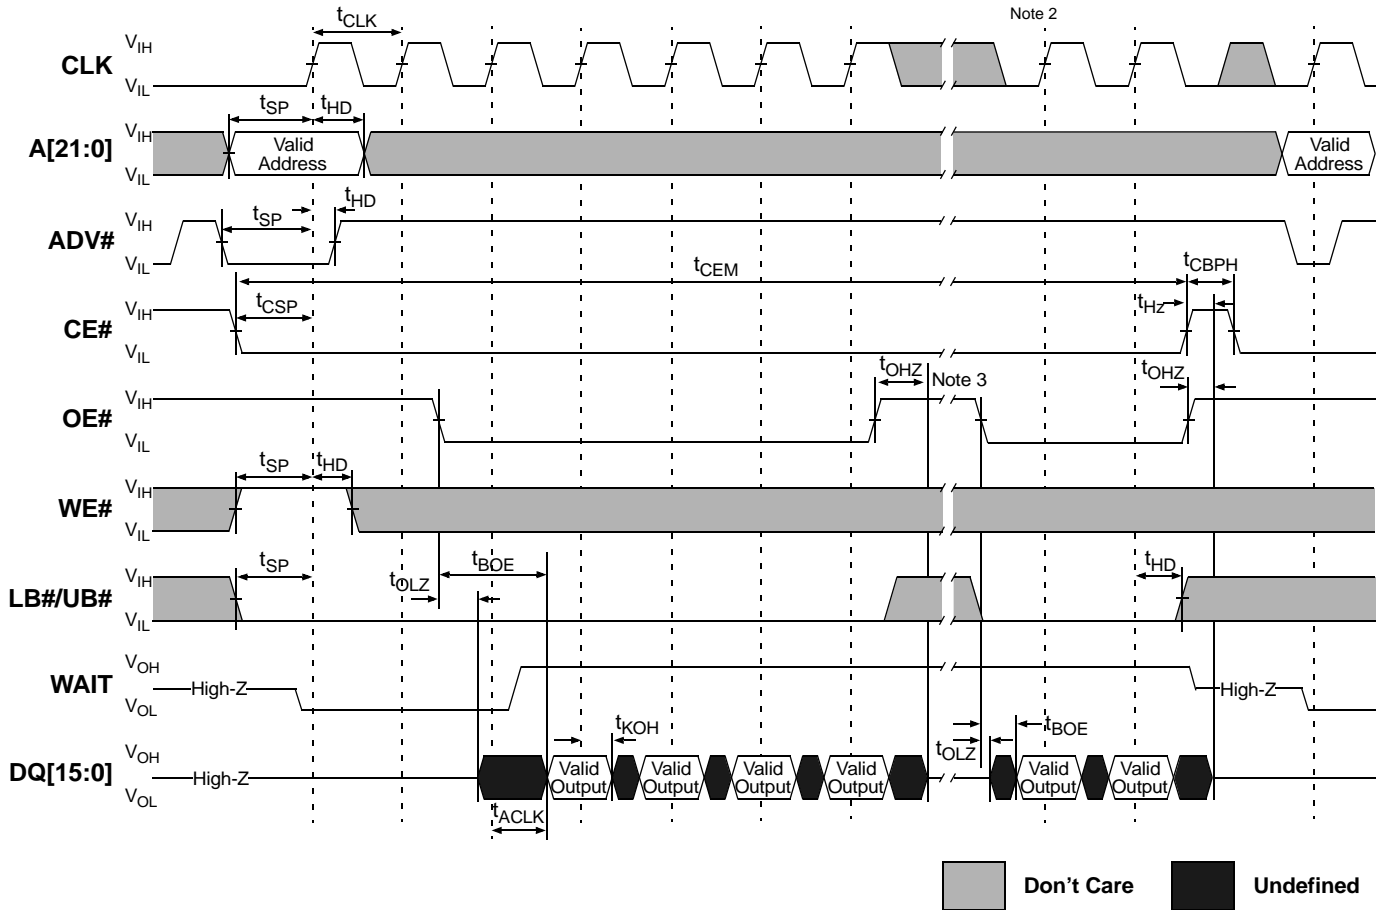 Note 2
tCLK
CLK
VIH
VIL
tSP
tHD
A[21:0]
VIH
VIL
Valid
Address
Valid
Address
tHD
tSP
ADV#
VIH
VIL
tCEM
tCBPH
tCSP
tHz
CE#
VIH
VIL
tOHZ
Note 3
tOHZ
OE#
VIH
VIL
tSP
tHD
WE#
VIH
VIL
tSP
tOLZ
tBOE
tHD
LB#/UB#
VIH
VIL
WAIT
VOH
VOL
High-Z
High-Z
tKOH
tOLZ
tBOE
DQ[15:0]
VOH
VOL
High-Z
Valid
Output
Valid
Output
Valid
Output
Valid
Output
Valid
Output
Valid
Output
tACLK
Don't Care
Undefined